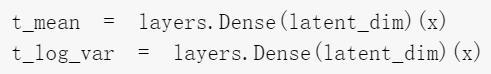 t_mean = layers.Dense(latent_dim)(x)
t_log_var = layers.Dense(latent_dim)(x)